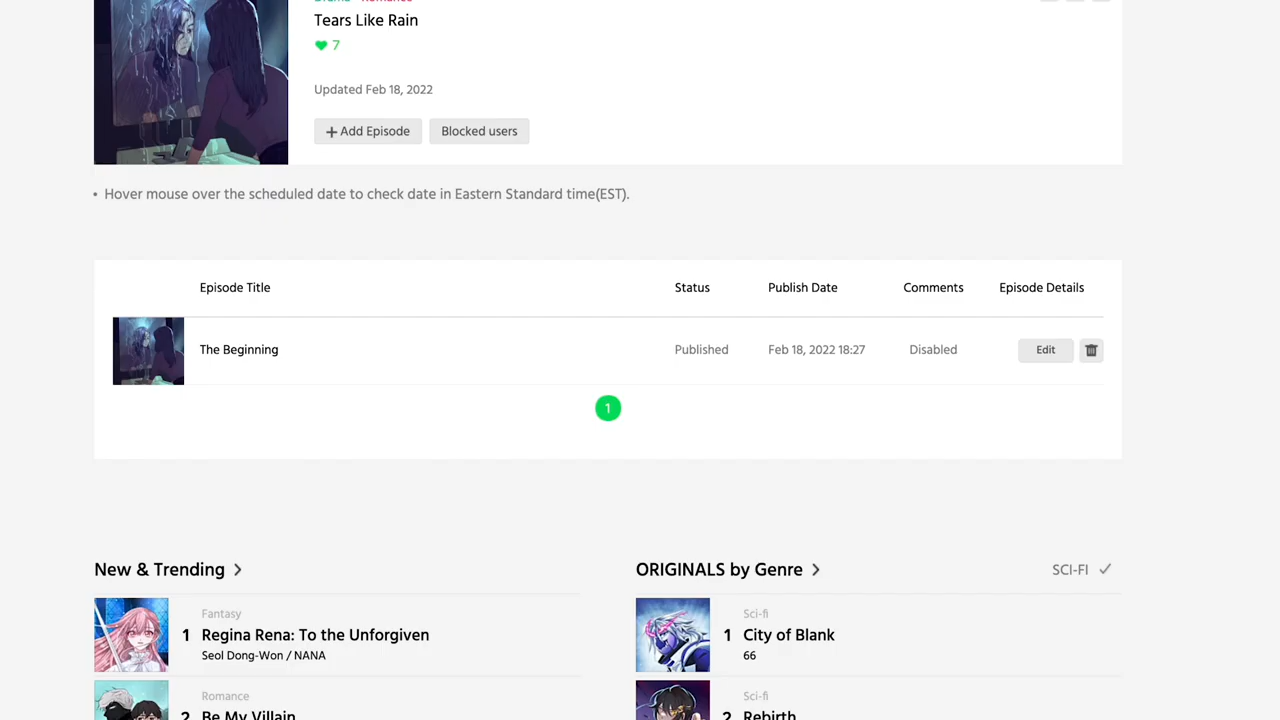 Drama Romance
Tears Like Rain
7
Updated Feb 18, 2022
+ Add Episode Blocked users
• Hover mouse over the scheduled date to check date in Eastern Standard time(EST).
Episode Title Status Publish Date Comments Episode Details
The Beginning Published Feb 18, 2022 18:27 Disabled Edit
1
New & Trending >
Fantasy
1 Regina Rena: To the Unforgiven
Seol Dong-Won / NANA
Romance
2 Be My Villain
ORIGINALS by Genre > SCI-FI
Sci-fi
1 City of Blank
66
Sci-fi
2 Rebirth